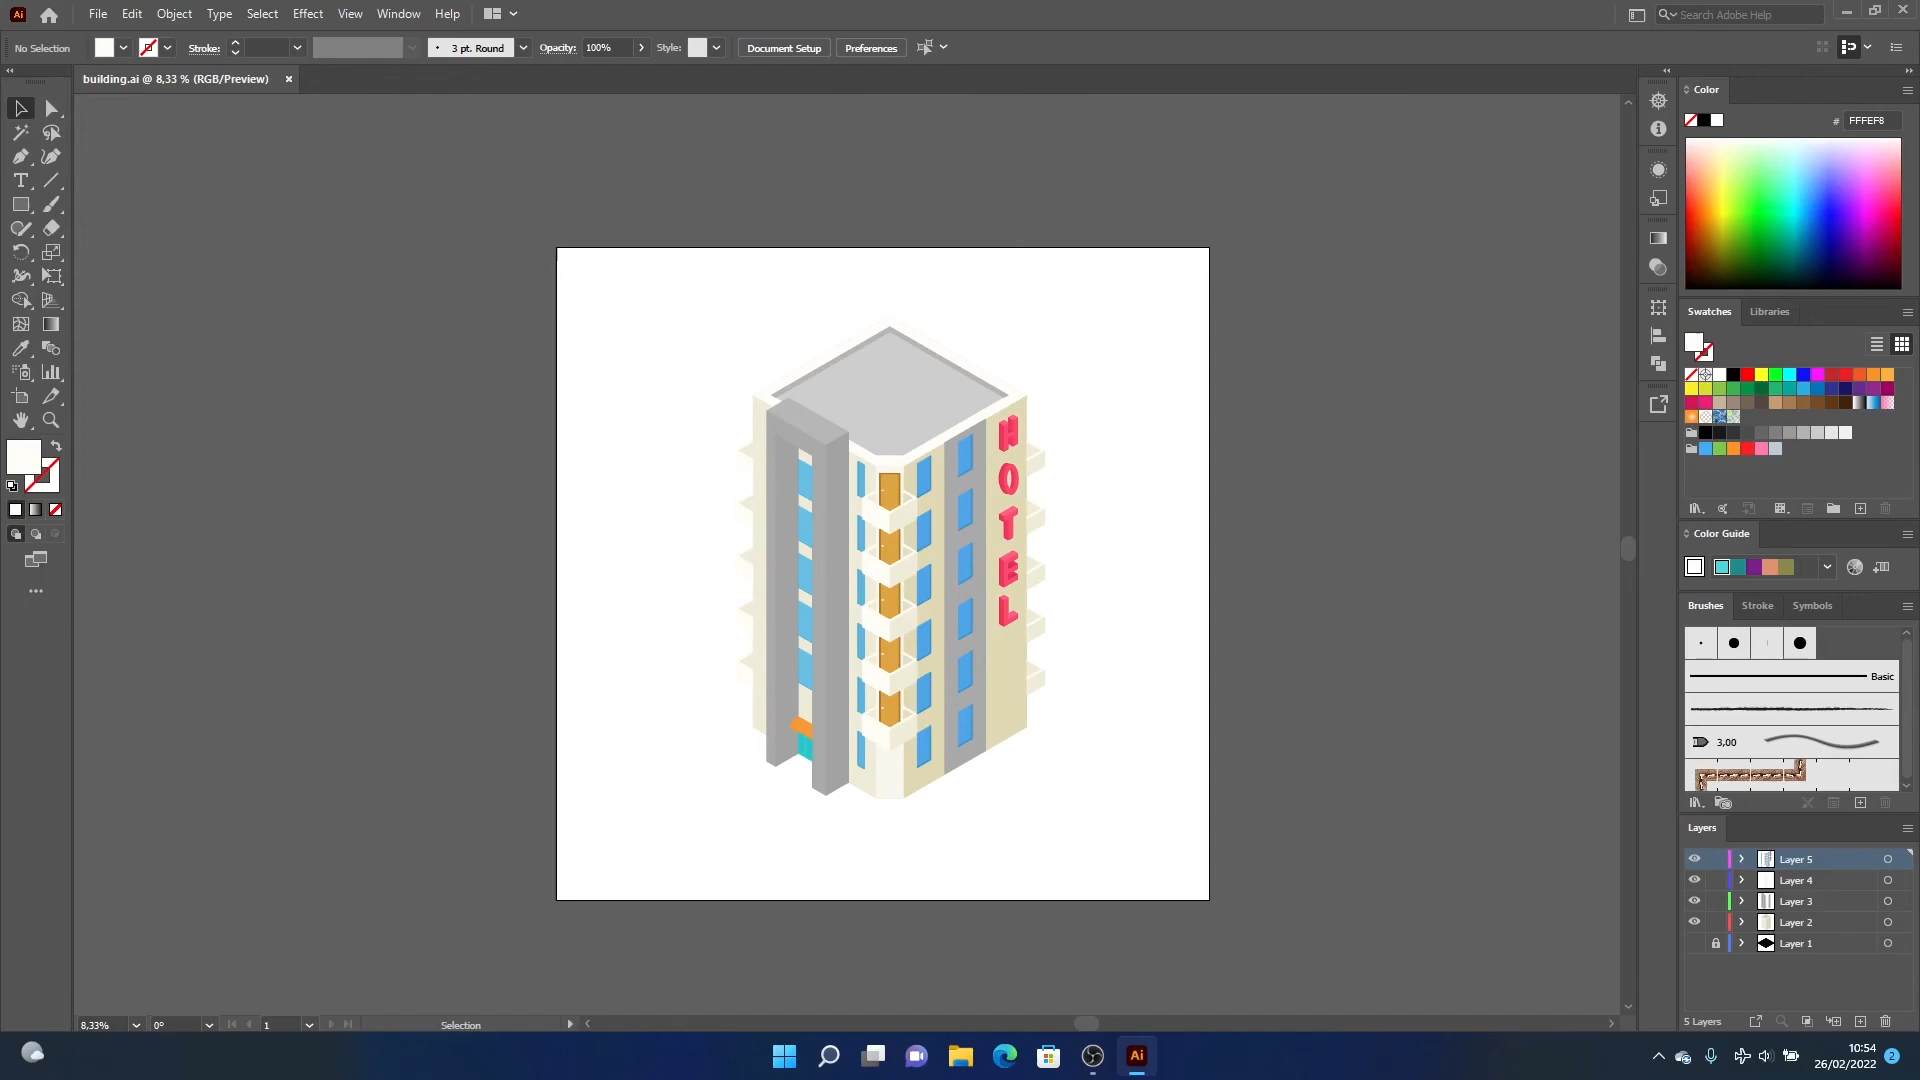 Ai File Edit Object Type Select Effect View Window Help Search Adobe Help
No Selection Stroke: 3 pt. Round Opacity: 100% Style: Document Setup Preferences
building.ai @ 8,33 % (RGB/Preview)
Color
# FFFEF8
Swatches Libraries
HOTEL
Color Guide
Brushes Stroke Symbols
Basic
3,00
Layers
Layer 5
Layer 4
Layer 3
Layer 2
Layer 1
5 Layers
8,33% 0° 1 Selection
Ai
10:54
26/02/2022
2